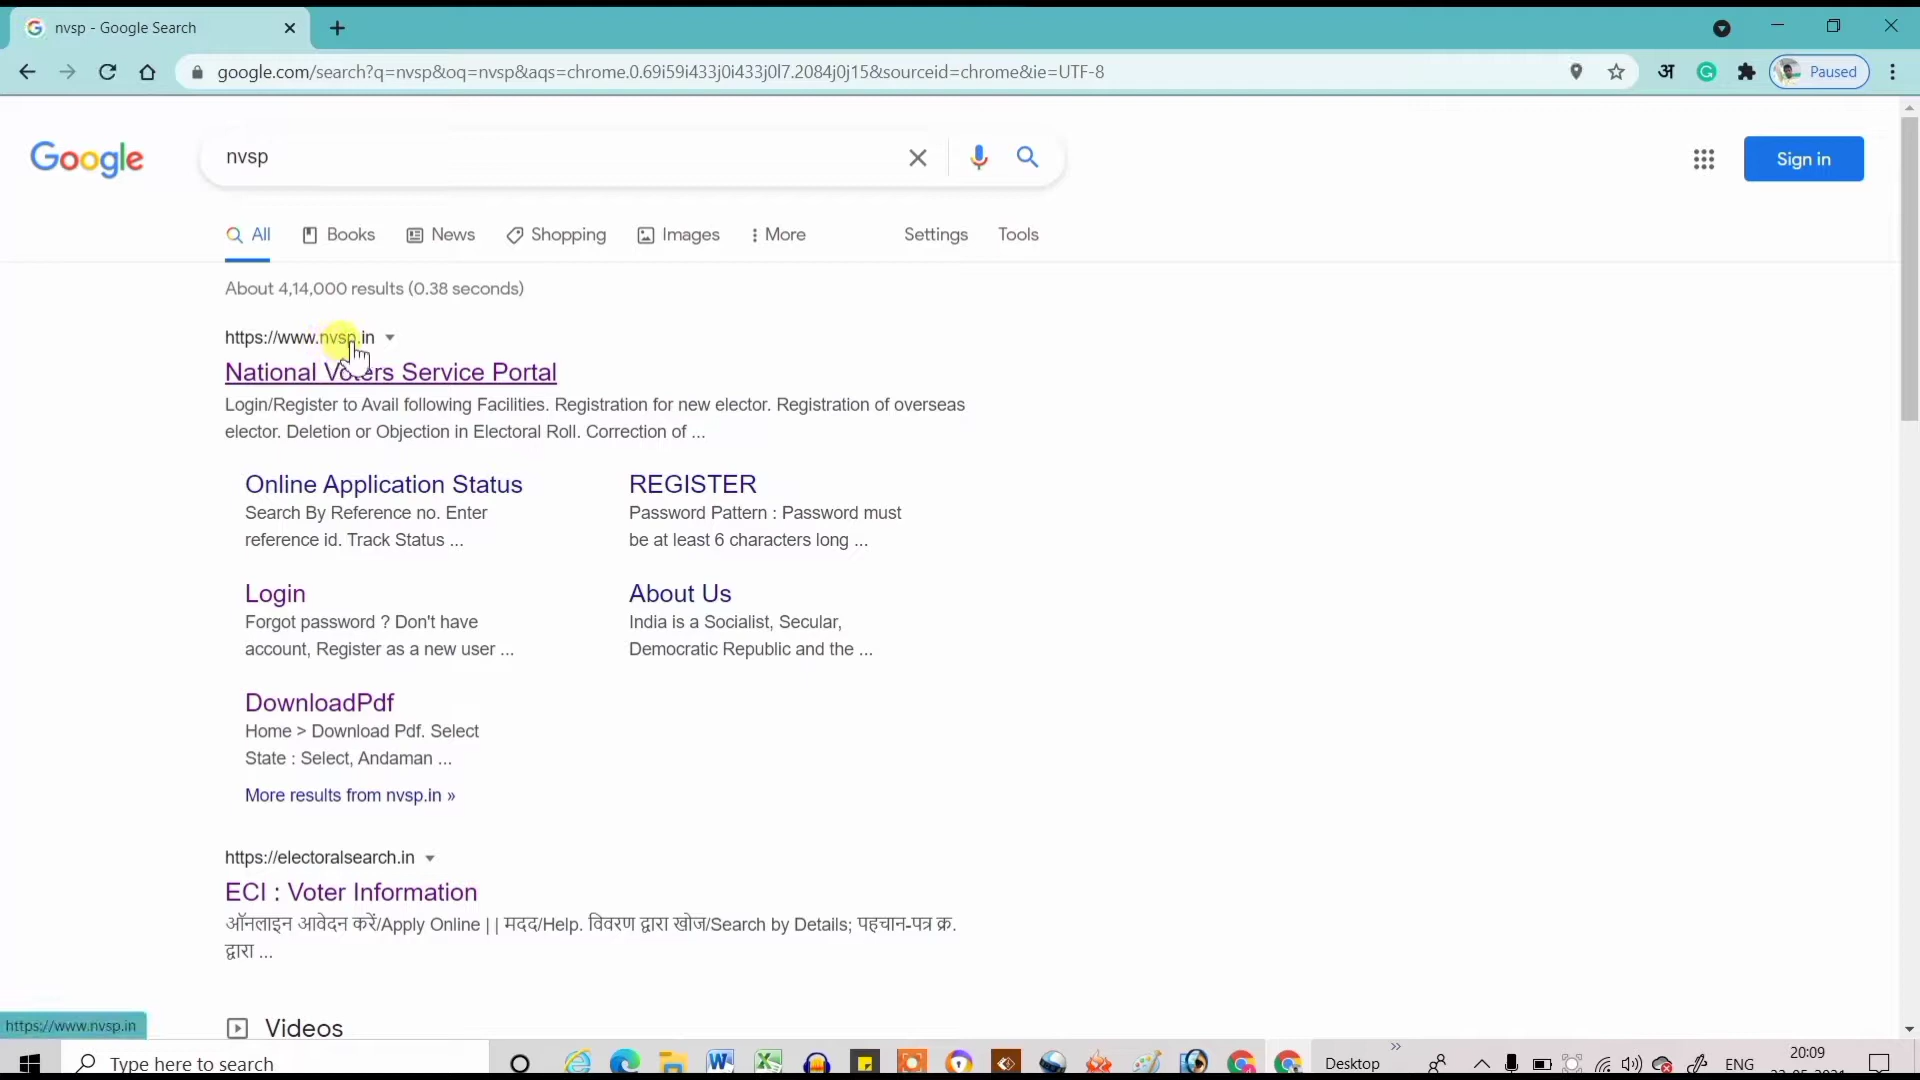 nvsp - Google Search
google.com/search?q=nvsp&oq=nvsp&aqs=chrome.0.69i59i433j0i433j0l7.2084j0j15&sourceid=chrome&ie=UTF-8
अ
Paused
Google
nvsp
Sign in
All Books News Shopping Images More Settings Tools
About 4,14,000 results (0.38 seconds)
https://www.nvsp.in
National Voters Service Portal
Login/Register to Avail following Facilities. Registration for new elector. Registration of overseas
elector. Deletion or Objection in Electoral Roll. Correction of ...
Online Application Status
Search By Reference no. Enter
reference id. Track Status ...
REGISTER
Password Pattern : Password must
be at least 6 characters long ...
Login
Forgot password ? Don't have
account, Register as a new user ...
About Us
India is a Socialist, Secular,
Democratic Republic and the ...
DownloadPdf
Home > Download Pdf. Select
State : Select, Andaman ...
More results from nvsp.in »
https://electoralsearch.in
ECI : Voter Information
ऑनलाइन आवेदन करें/Apply Online | | मदद/Help. विवरण द्वारा खोज/Search by Details; पहचान-पत्र क्र.
द्वारा ...
Videos
https://www.nvsp.in
Type here to search
Desktop
ENG
20:09